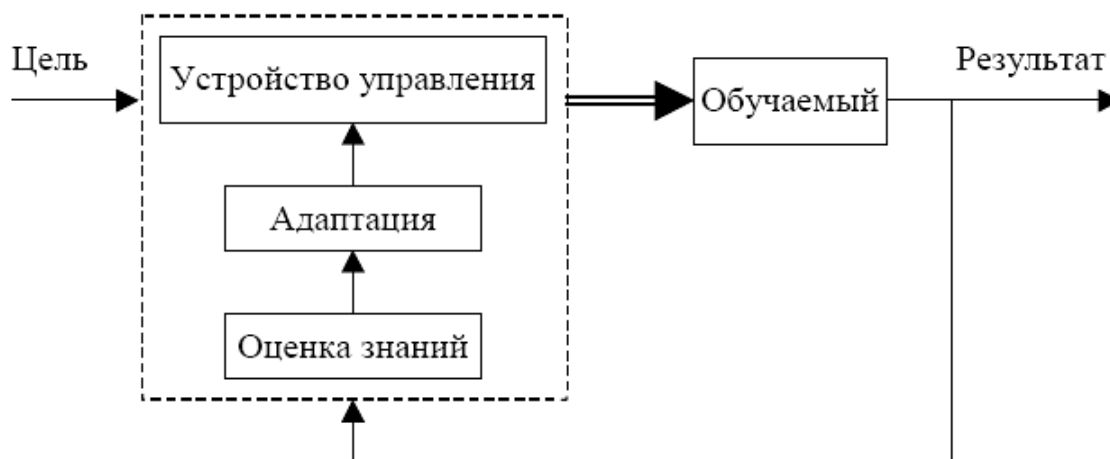 Цель
Устройство управления
Обучаемый
Результат
Адаптация
Оценка знаний